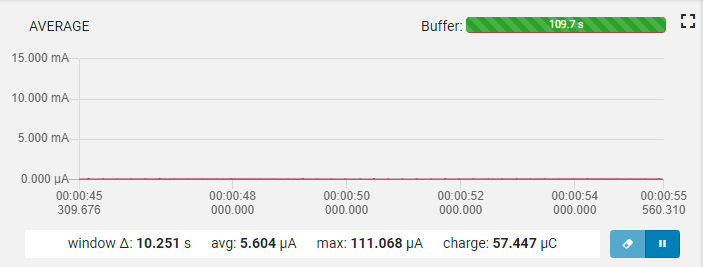 AVERAGE
Buffer: 109.7 s
15.000 mA
10.000 mA
5.000 mA
0.000 µA
00:00:45 00:00:48 00:00:50 00:00:52 00:00:54 00:00:55
309.676 000.000 000.000 000.000 000.000 560.310
window Δ: 10.251 s avg: 5.604 µA max: 111.068 µA charge: 57.447 µC